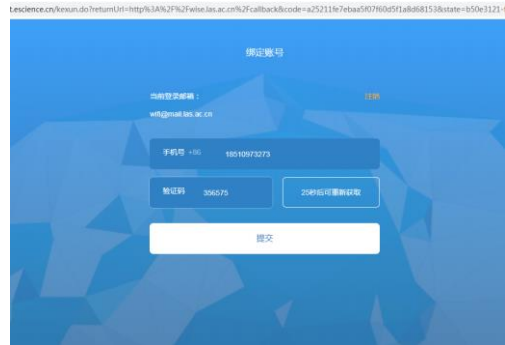 t.escience.cn/kexun.do?returnUrl=http%3A%2F%2Fwise.las.ac.cn%2Fcallback&code=a25211fe7ebaa5f07f60d5f1a8d68153&state=b50e3121-
绑定账号
当前登录邮箱：
注销
wtl@mail.las.ac.cn
手机号 +86 18510973273
验证码 356575
25秒后可重新获取
提交